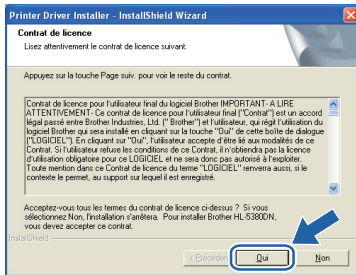 Printer Driver Installer - InstallShield Wizard
Contrat de licence
Lisez attentivement le contrat de licence suivant.
Appuyez sur la touche Page suiv. pour voir le reste du contrat.
Contrat de licence pour l'utilisateur final du logiciel Brother IMPORTANT- A LIRE
ATTENTIVEMENT- Ce contrat de licence pour l'utilisateur final ("Contrat") est un accord
légal passé entre Brother Industries, Ltd. (" Brother") et l'utilisateur, qui régit l'utilisation du
logiciel Brother qui sera installé en cliquant sur la touche "Oui" de cette boîte de dialogue
("LOGICIEL"). En cliquant sur "Oui", l'utilisateur accepte d'être lié aux modalités de ce
Contrat. Si l'utilisateur refuse les conditions de ce Contrat, il n'obtiendra pas la licence
d'utilisation obligatoire pour ce LOGICIEL et ne sera donc pas autorisé à l'exploiter.
Toute mention dans ce Contrat de licence du terme "LOGICIEL" renverra aussi, si le
contexte le permet, au support sur lequel il est enregistré.
Acceptez-vous tous les termes du contrat de licence ci-dessus ? Si vous
sélectionnez Non, l'installation s'arrêtera. Pour installer Brother HL-5380DN,
vous devez accepter ce contrat.
InstallShield
< Précédent
Oui
Non